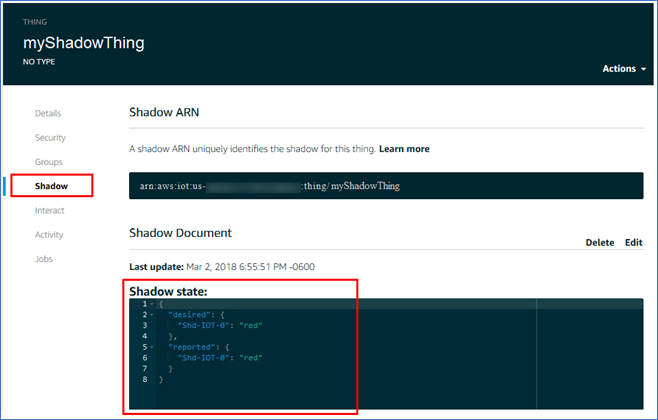 THING
myShadowThing
NO TYPE
Actions
Details
Security
Groups
Shadow
Interact
Activity
Jobs
Shadow ARN
A shadow ARN uniquely identifies the shadow for this thing. Learn more
arn:aws:iot:us- :thing/myShadowThing
Shadow Document
Delete Edit
Last update: Mar 2, 2018 6:55:51 PM -0600
Shadow state:
1 {
2 "desired": {
3 "Shd-IOT-0": "red"
4 },
5 "reported": {
6 "Shd-IOT-0": "red"
7 }
8 }